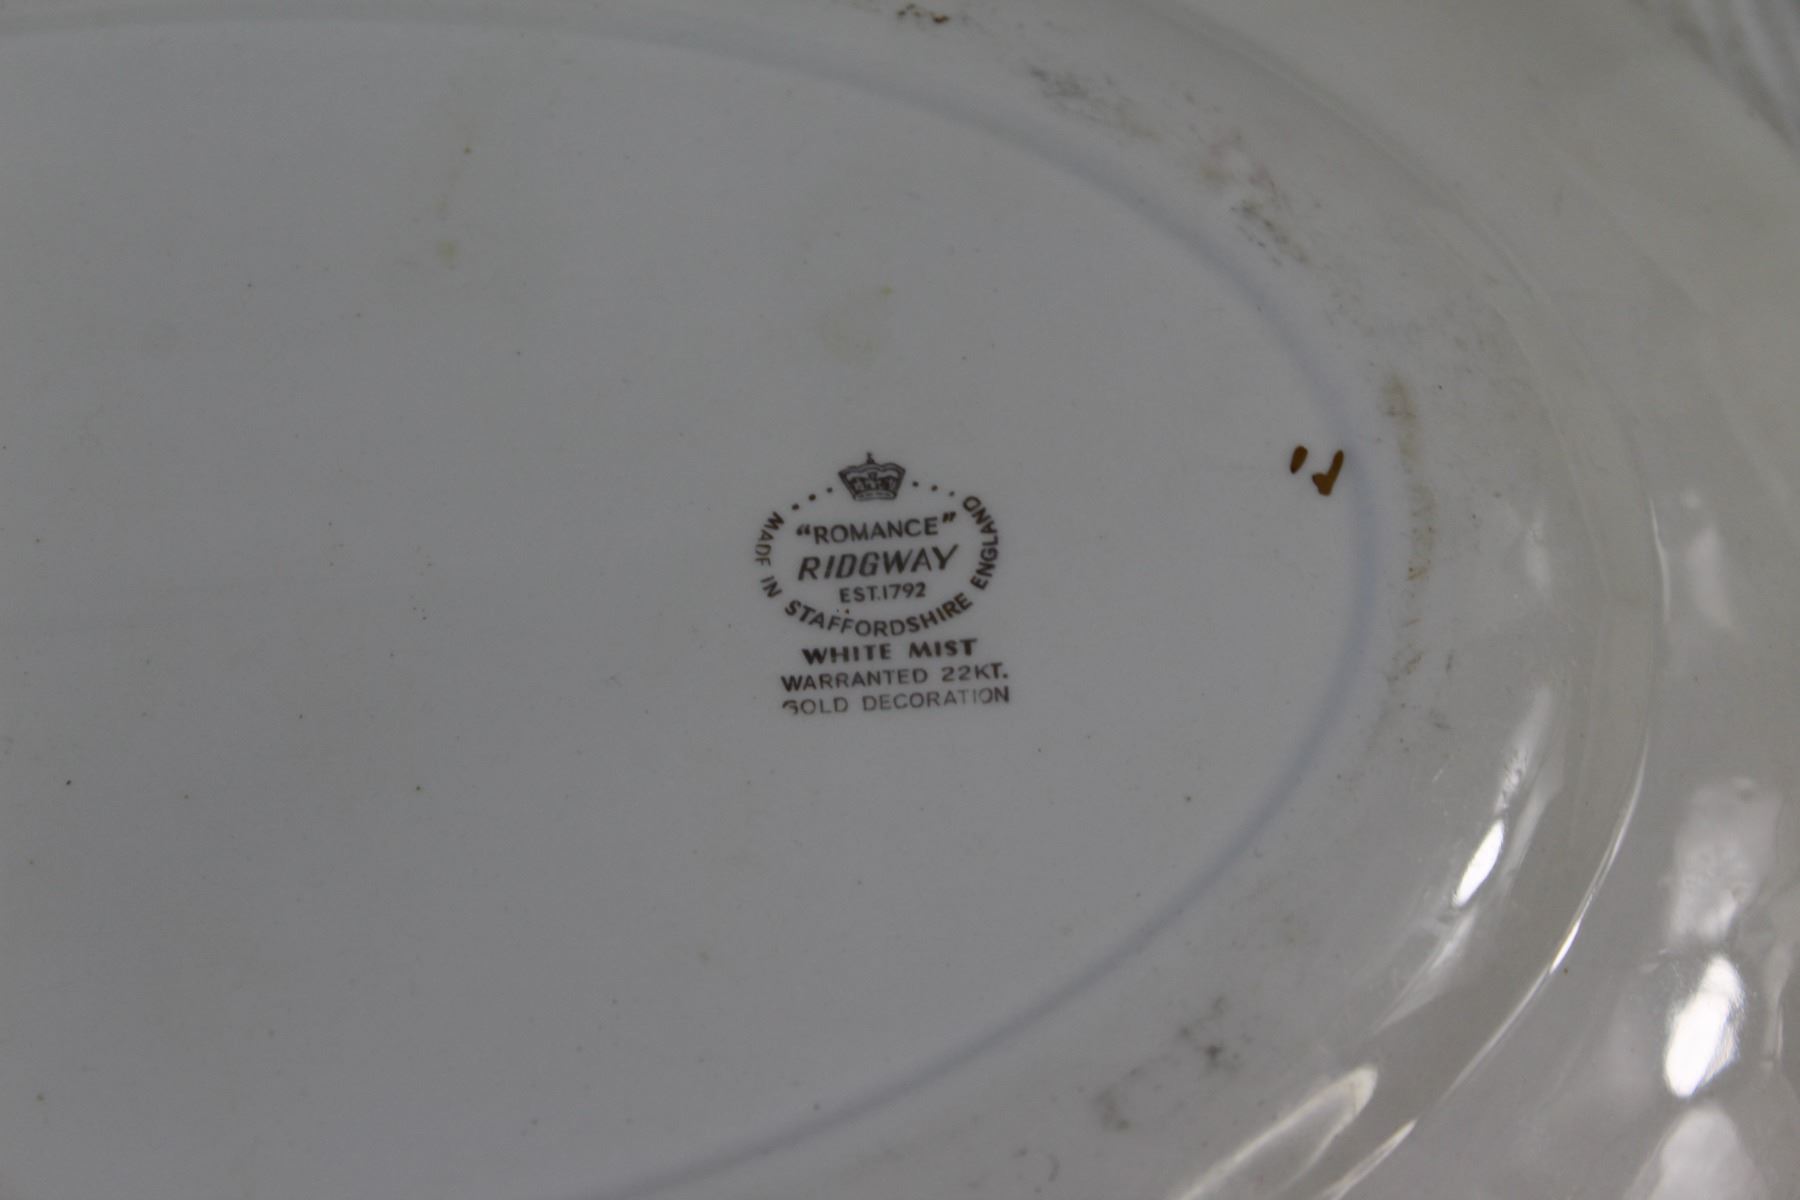 "ROMANCE"
RIDGWAY
EST. 1792
MADE IN STAFFORDSHIRE ENGLAND
WHITE MIST
WARRANTED 22KT.
GOLD DECORATION